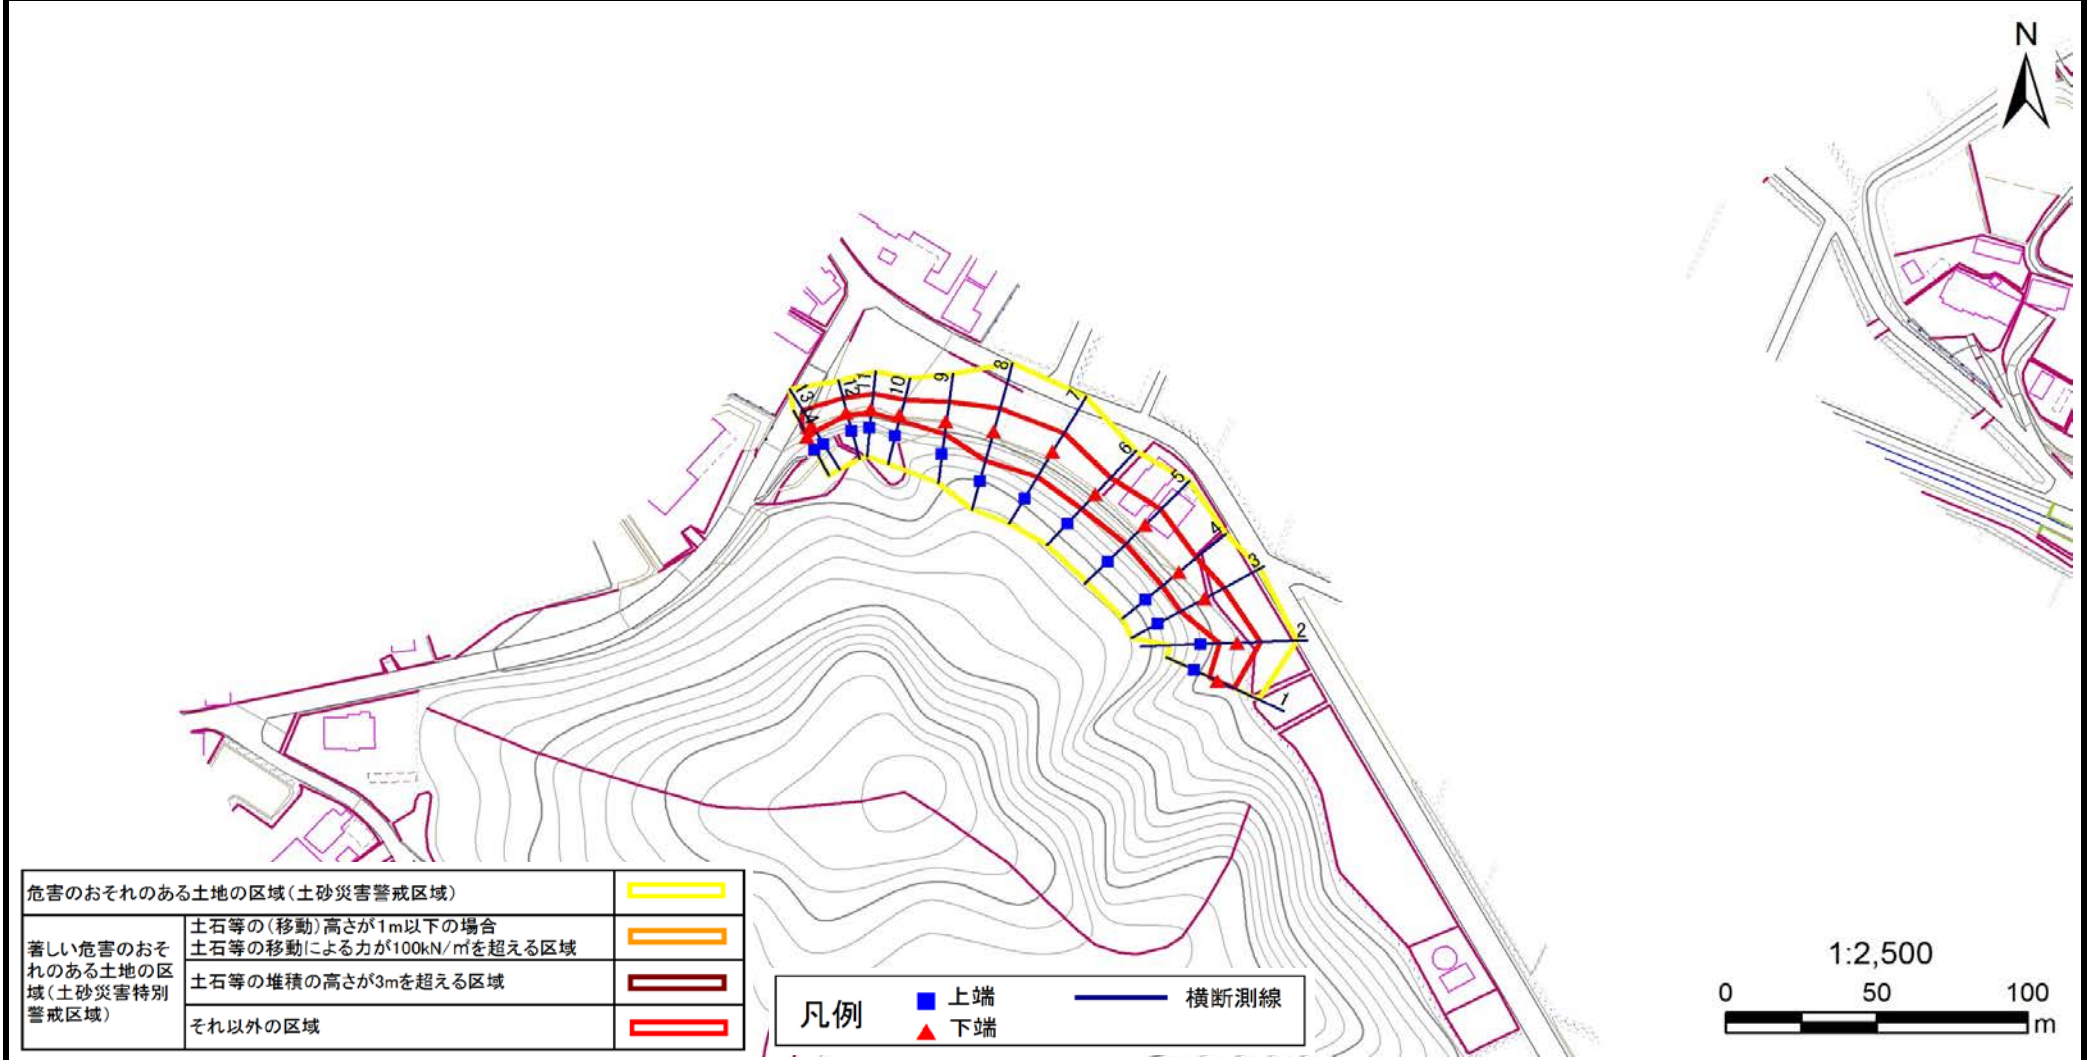 N
13
12
11
10
9
8
7
6
5
4
3
2
1
14
危害のおそれのある土地の区域(土砂災害警戒区域)
著しい危害のおそ
れのある土地の区
域(土砂災害特別
警戒区域)
土石等の(移動)高さが1m以下の場合
土石等の移動による力が100kN/㎡を超える区域
土石等の堆積の高さが3mを超える区域
それ以外の区域
凡例
上端
下端
横断測線
1:2,500
0 50 100
m